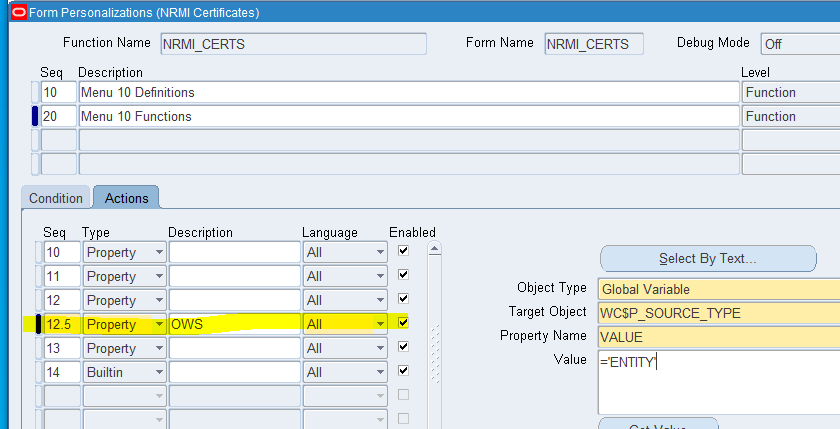 Form Personalizations (NRMI Certificates)
Function Name NRMI_CERTS Form Name NRMI_CERTS Debug Mode Off
Seq Description Level
10 Menu 10 Definitions Function
20 Menu 10 Functions Function
Condition Actions
Seq Type Description Language Enabled
10 Property All
11 Property All
12 Property All
12.5 Property OWS All
13 Property All
14 Builtin All
Select By Text...
Object Type Global Variable
Target Object WC$P_SOURCE_TYPE
Property Name VALUE
Value ='ENTITY'
Get Value